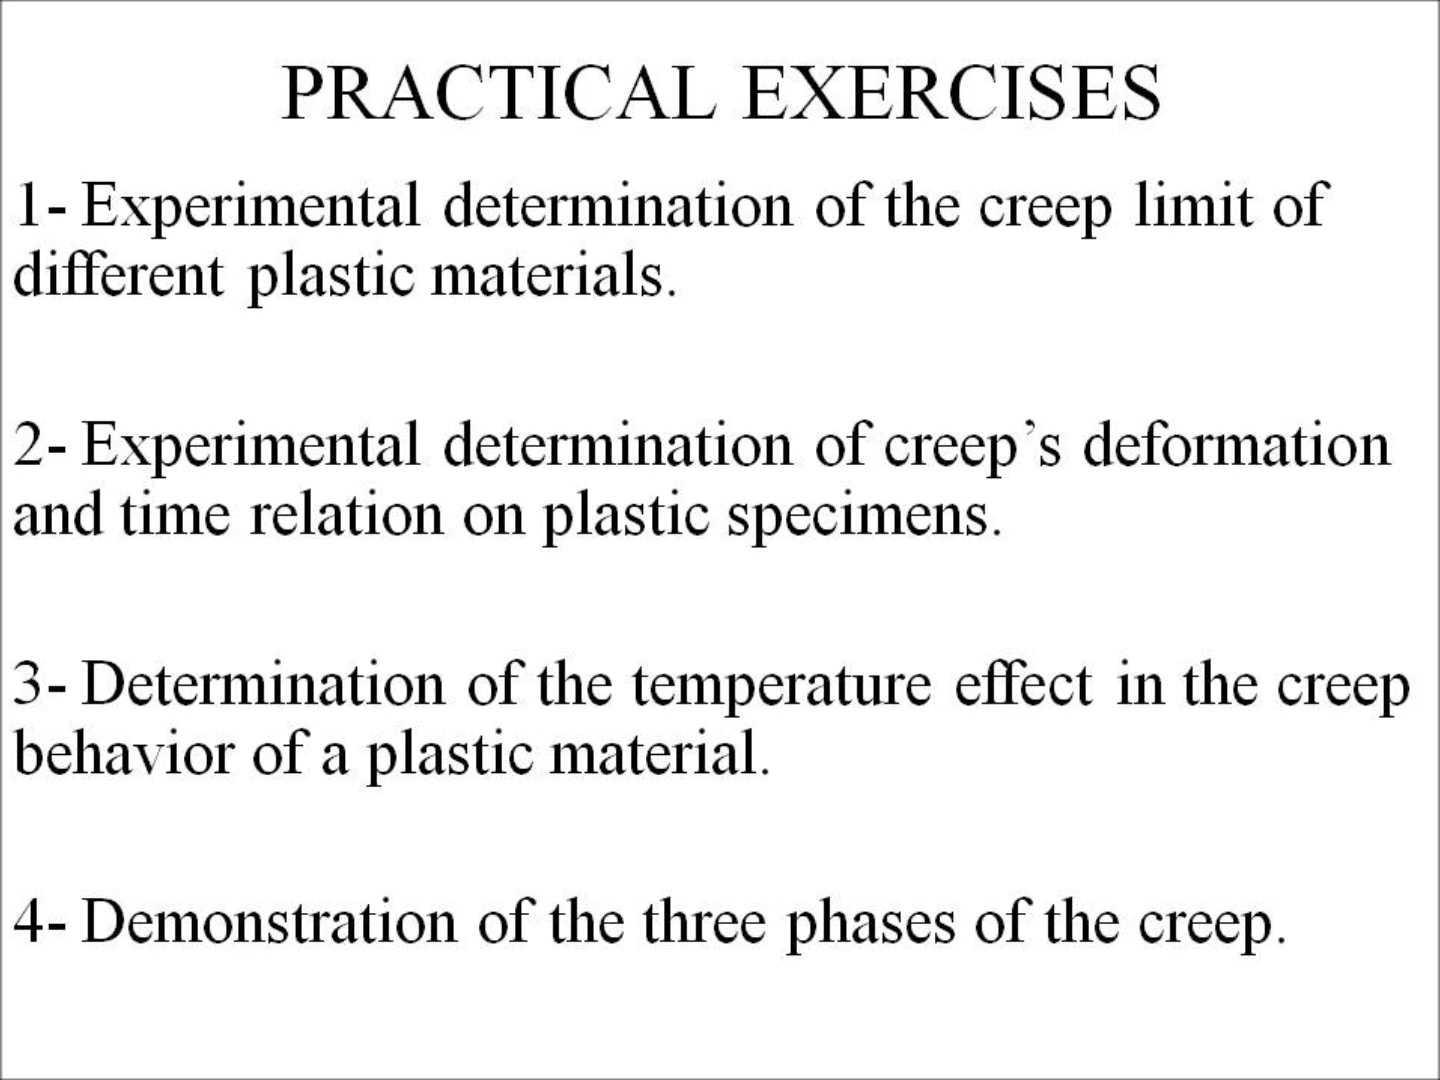 PRACTICAL EXERCISES
1- Experimental determination of the creep limit of
different plastic materials.
2- Experimental determination of creep’s deformation
and time relation on plastic specimens.
3- Determination of the temperature effect in the creep
behavior of a plastic material.
4- Demonstration of the three phases of the creep.